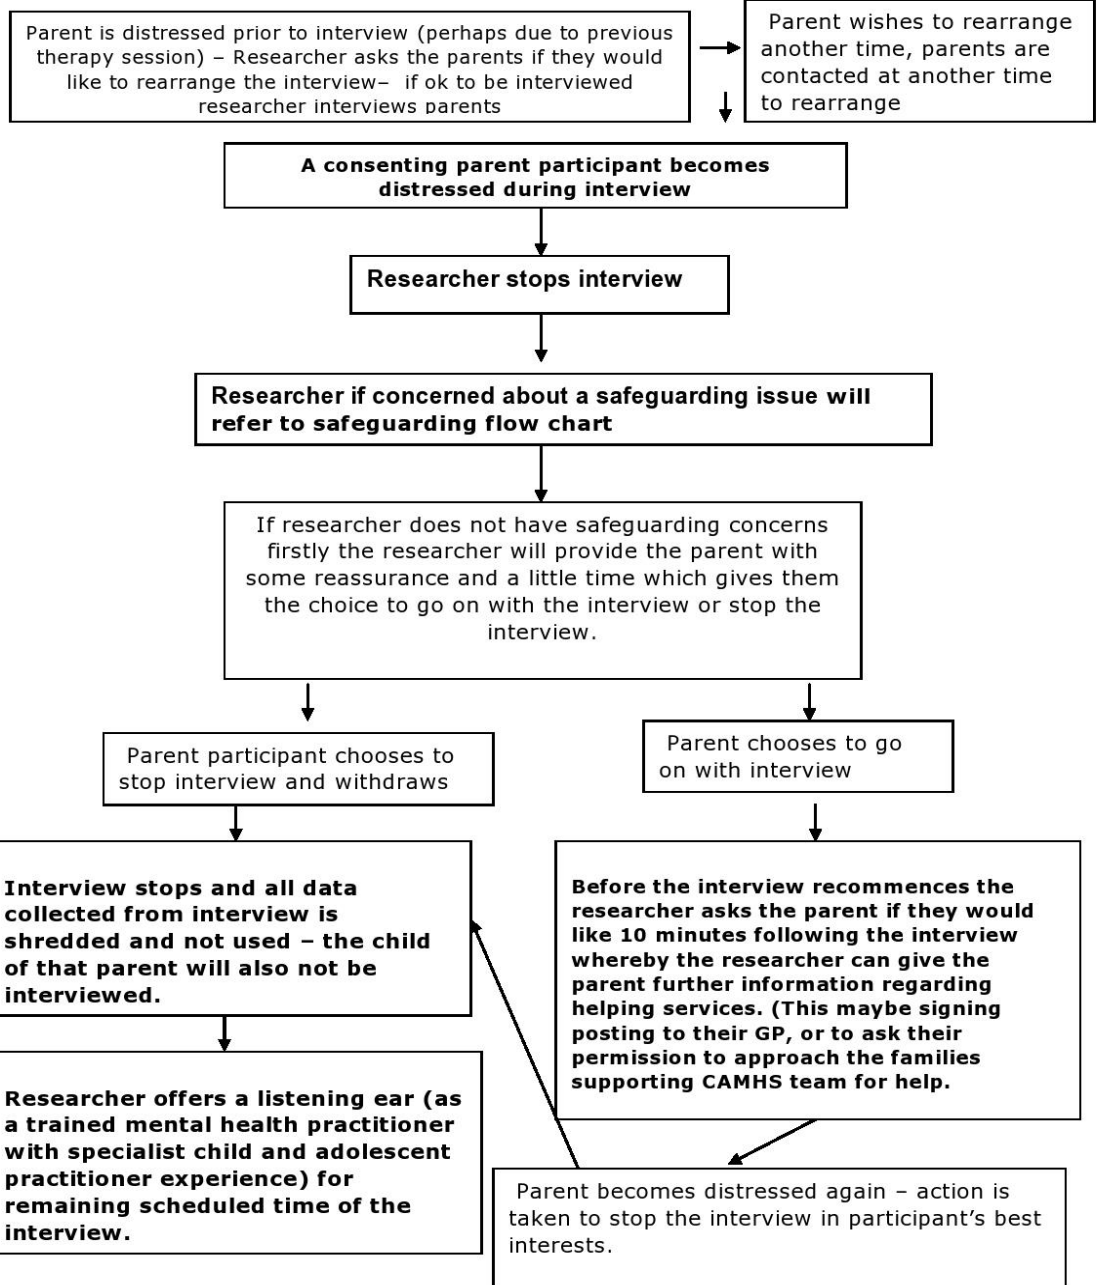 Parent is distressed prior to interview (perhaps due to previous
therapy session) – Researcher asks the parents if they would
like to rearrange the interview– if ok to be interviewed
researcher interviews parents
Parent wishes to rearrange
another time, parents are
contacted at another time
to rearrange
A consenting parent participant becomes
distressed during interview
Researcher stops interview
Researcher if concerned about a safeguarding issue will
refer to safeguarding flow chart
If researcher does not have safeguarding concerns
firstly the researcher will provide the parent with
some reassurance and a little time which gives them
the choice to go on with the interview or stop the
interview.
Parent participant chooses to
stop interview and withdraws
Parent chooses to go
on with interview
Interview stops and all data
collected from interview is
shredded and not used – the child
of that parent will also not be
interviewed.
Before the interview recommences the
researcher asks the parent if they would
like 10 minutes following the interview
whereby the researcher can give the
parent further information regarding
helping services. (This maybe signing
posting to their GP, or to ask their
permission to approach the families
supporting CAMHS team for help.
Researcher offers a listening ear (as
a trained mental health practitioner
with specialist child and adolescent
practitioner experience) for
remaining scheduled time of the
interview.
Parent becomes distressed again – action is
taken to stop the interview in participant’s best
interests.